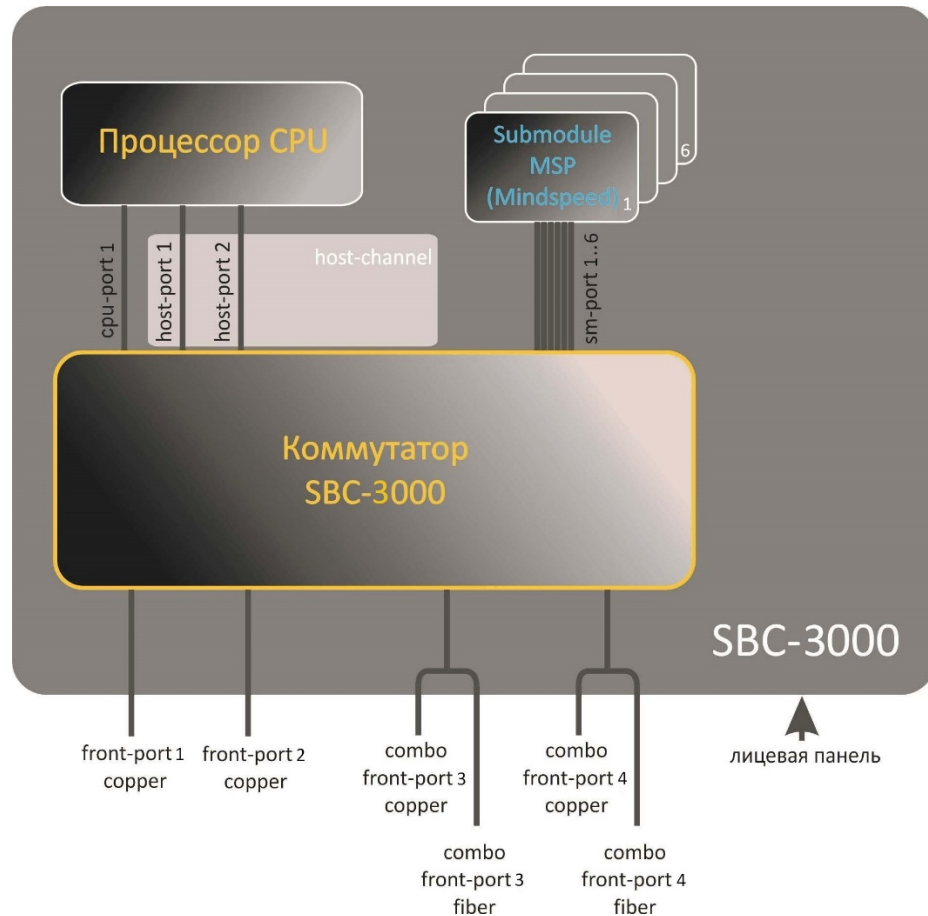 Процессор CPU
Submodule
MSP
(Mindspeed)
1
6
cpu-port 1
host-port 1
host-port 2
host-channel
sm-port 1..6
Коммутатор
SBC-3000
SBC-3000
front-port 1
copper
front-port 2
copper
combo
front-port 3
copper
combo
front-port 4
copper
лицевая панель
combo
front-port 3
fiber
combo
front-port 4
fiber